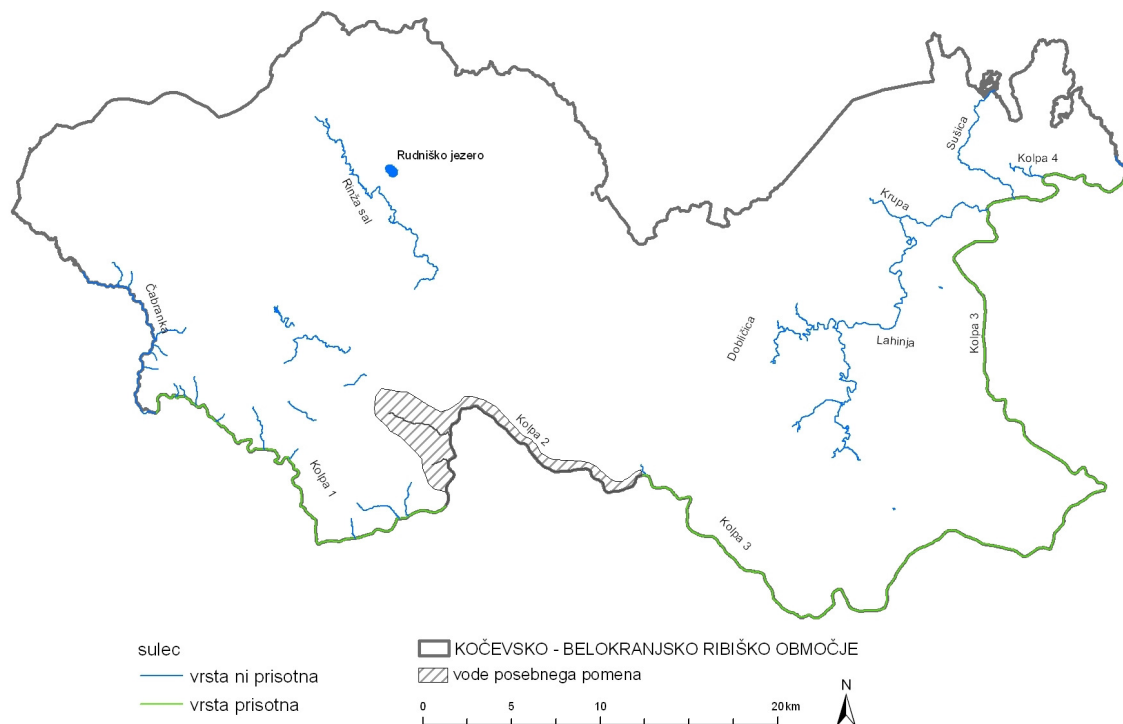 Sušica
Kolpa 4
Rudniško jezero
Rinža sal
Krupa
Čabranka
Kolpa 3
Dobličica
Lahinja
Kolpa 2
Kolpa 1
Kolpa 3
sulec
vrsta ni prisotna
vrsta prisotna
KOČEVSKO - BELOKRANJSKO RIBIŠKO OBMOČJE
vode posebnega pomena
0 5 10 20 km
N